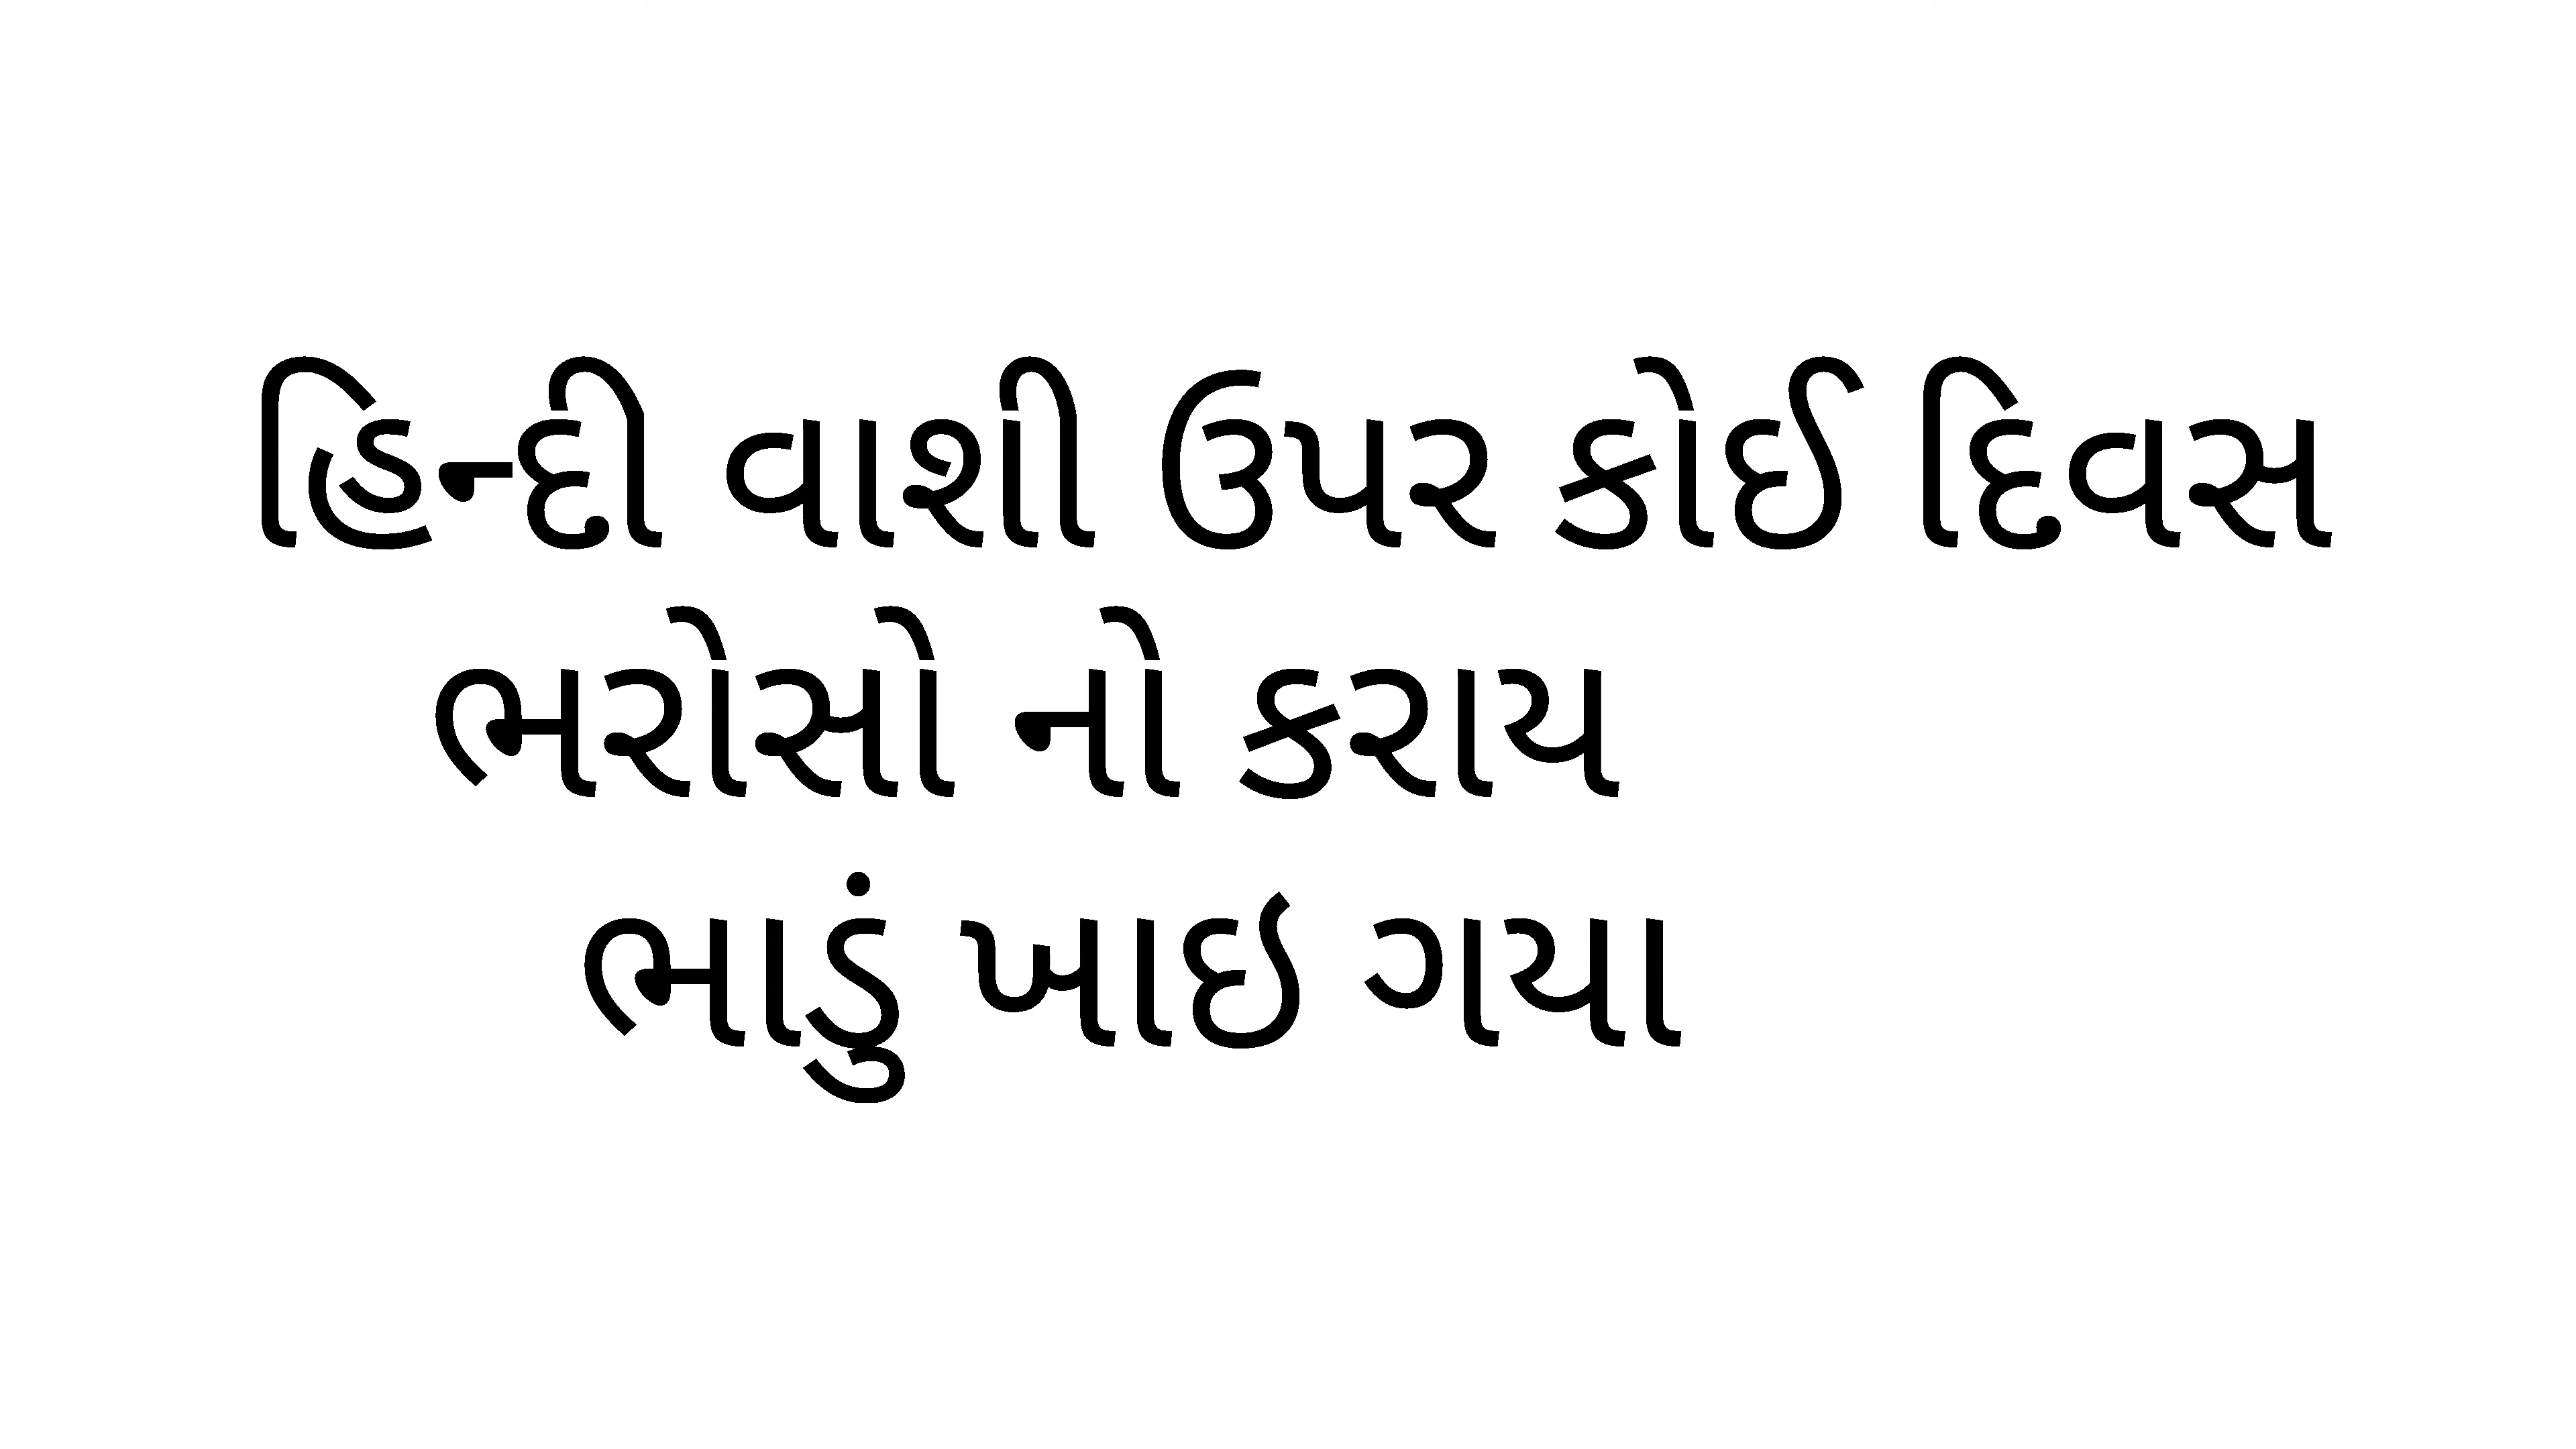 હિન્દી વાશી ઉપર કોઈ દિવસ
ભરોસો નો કરાય
ભાડું ખાઇ ગયા